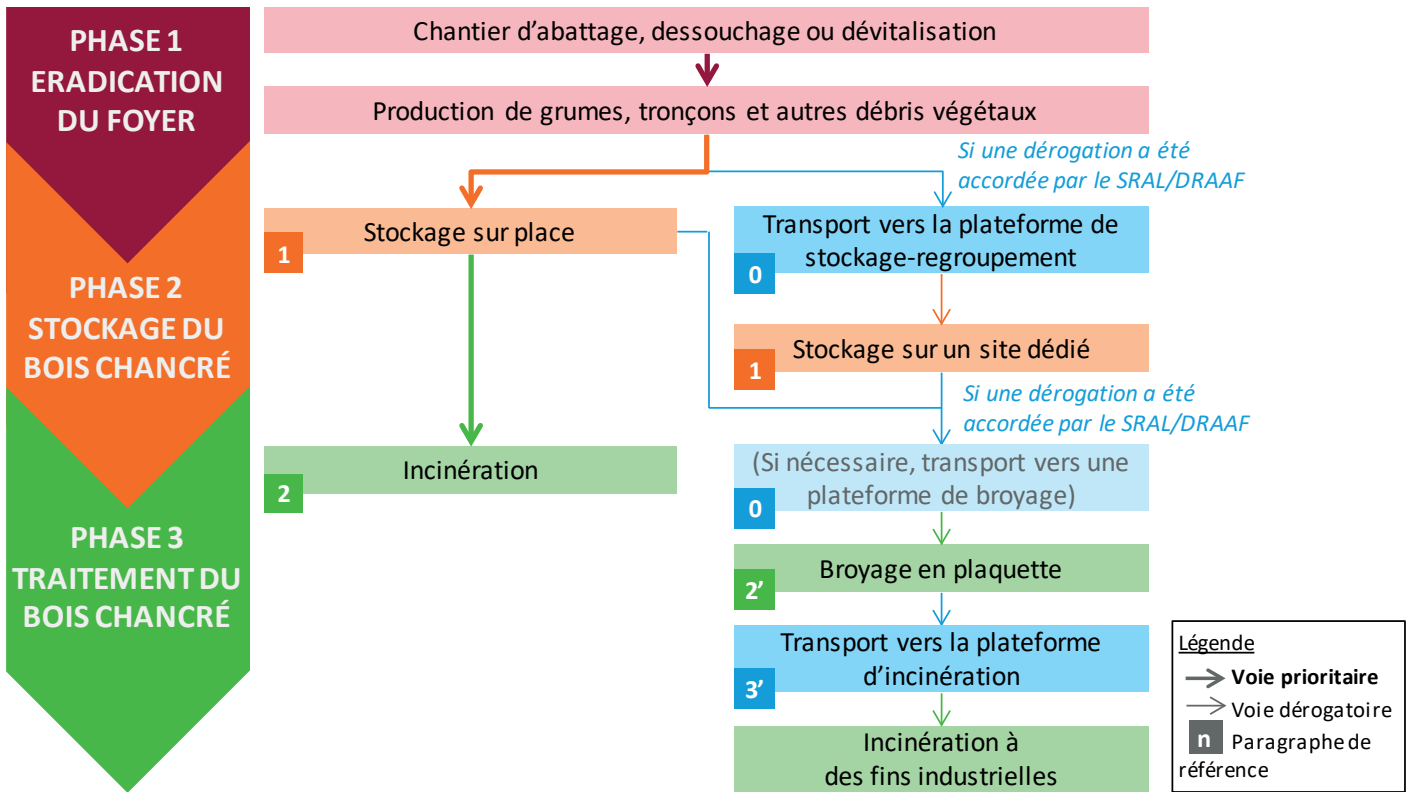 PHASE 1
ERADICATION
DU FOYER
Chantier d'abattage, dessouchage ou dévitalisation
Production de grumes, tronçons et autres débris végétaux
Si une dérogation a été
accordée par le SRAL/DRAAF
PHASE 2
STOCKAGE DU
BOIS CHANCRÉ
Stockage sur place
1
Transport vers la plateforme de
stockage-regroupement
0
Stockage sur un site dédié
1
Si une dérogation a été
accordée par le SRAL/DRAAF
PHASE 3
TRAITEMENT DU
BOIS CHANCRÉ
Incinération
2
(Si nécessaire, transport vers une
plateforme de broyage)
0
Broyage en plaquette
2'
Transport vers la plateforme
d'incinération
3'
Incinération à
des fins industrielles
Légende
Voie prioritaire
Voie dérogatoire
n Paragraphe de
référence